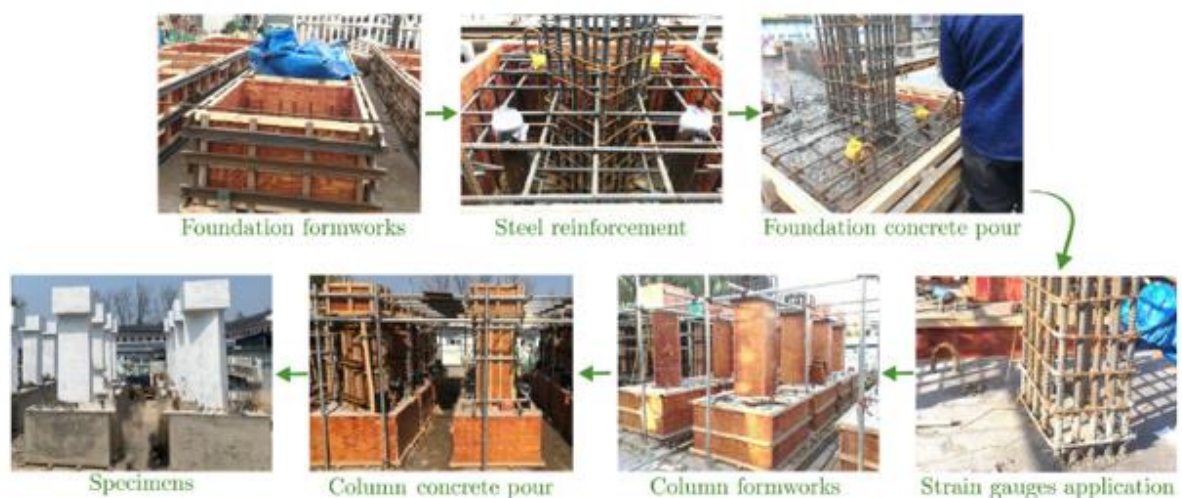 Foundation formworks
Steel reinforcement
Foundation concrete pour
Strain gauges application
Column formworks
Column concrete pour
Specimens